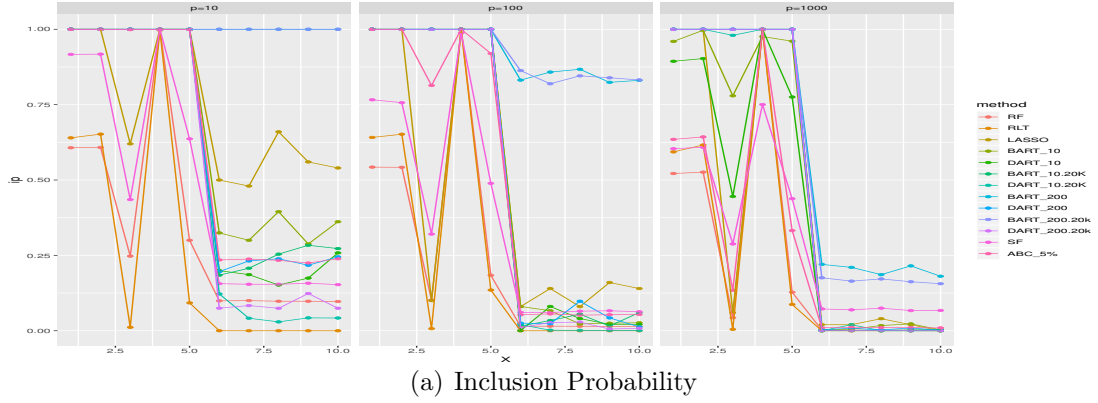 p=10
p=100
p=1000
1.00
0.75
0.50
0.25
0.00
ip
2.5 5.0 7.5 10.0
2.5 5.0 7.5 10.0
2.5 5.0 7.5 10.0
X
method
RF
RLT
LASSO
BART_10
DART_10
BART_10.20K
DART_10.20K
BART_200
DART_200
BART_200.20k
DART_200.20k
SF
ABC_5%
(a) Inclusion Probability